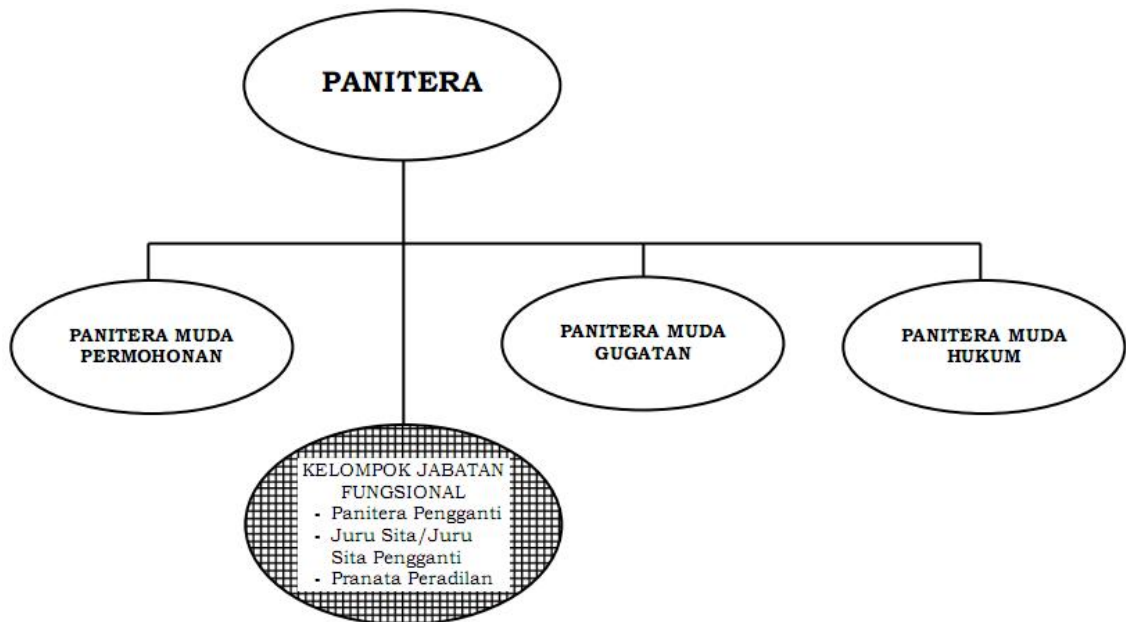 PANITERA
PANITERA MUDA
PERMOHONAN
PANITERA MUDA
GUGATAN
PANITERA MUDA
HUKUM
KELOMPOK JABATAN
FUNGSIONAL
- Panitera Pengganti
- Juru Sita/Juru
Sita Pengganti
- Pranata Peradilan